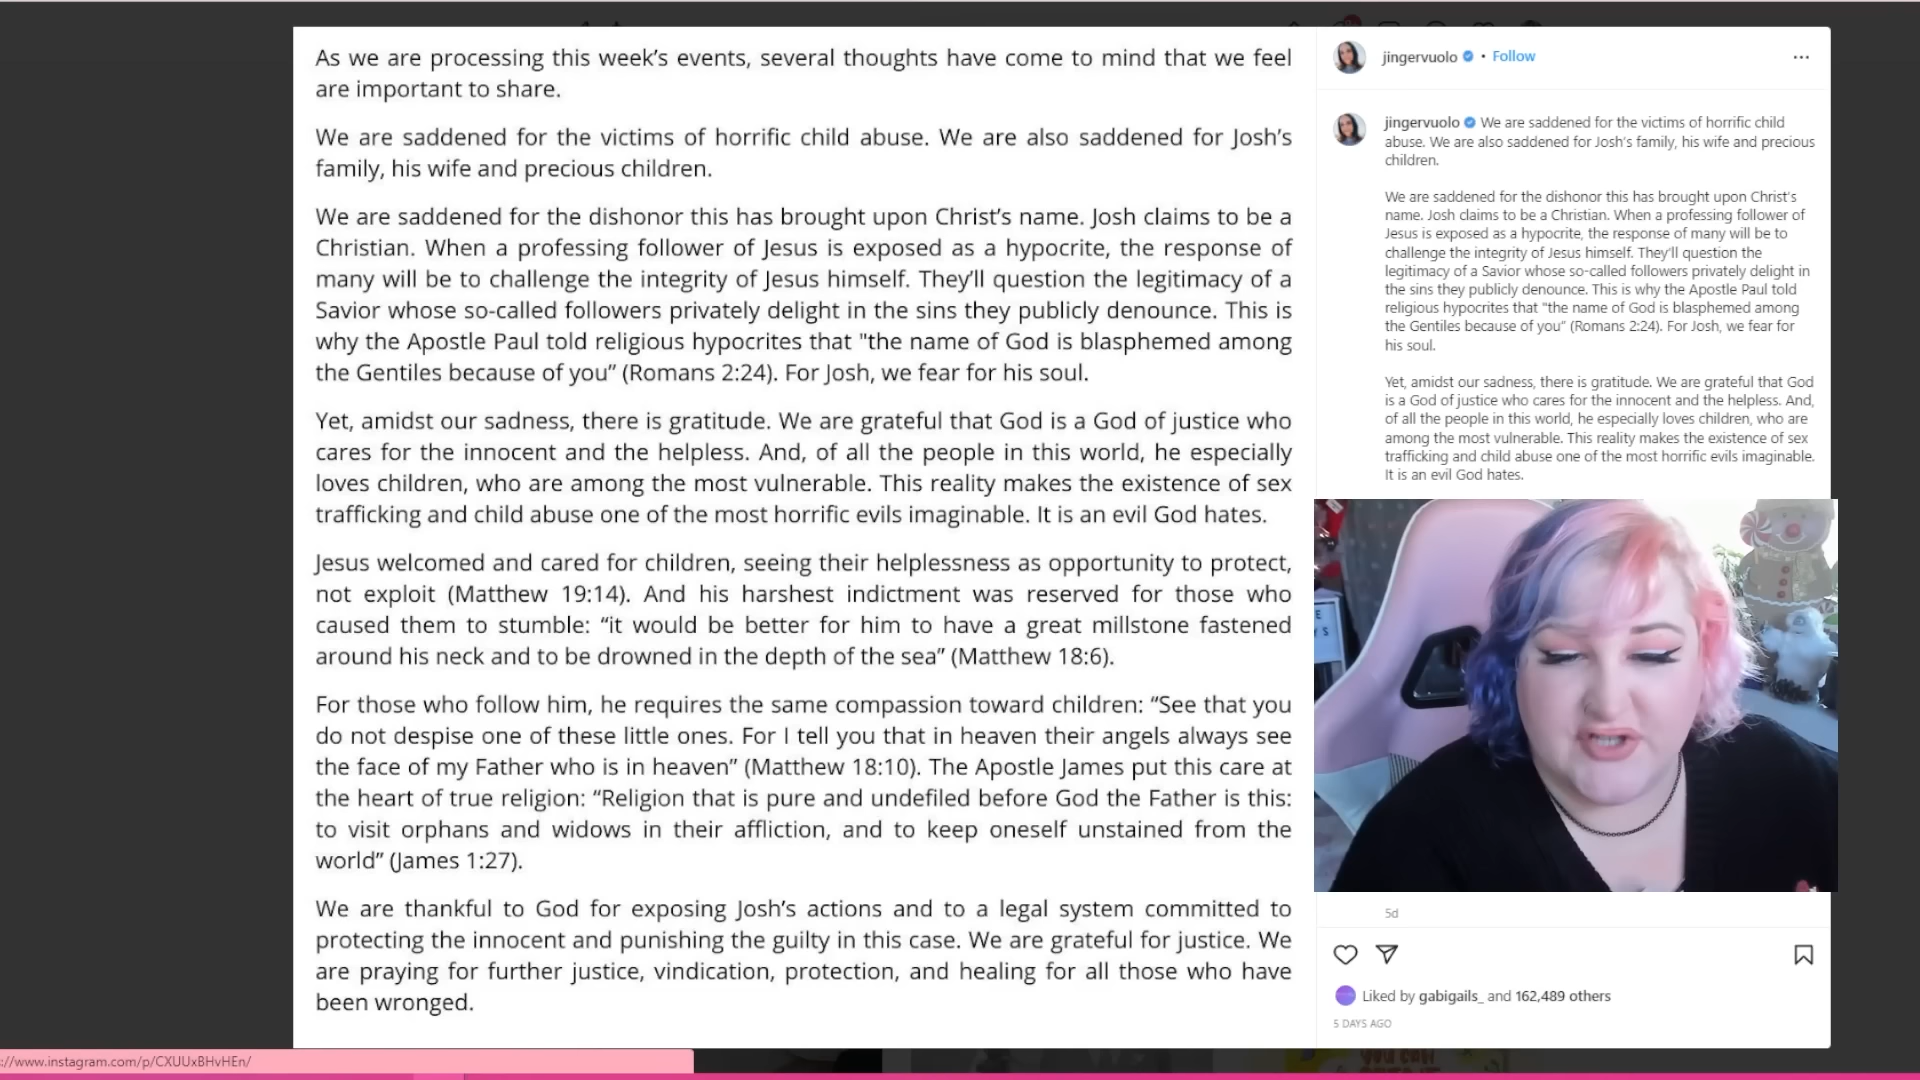 As we are processing this week’s events, several thoughts have come to mind that we feel
are important to share.
We are saddened for the victims of horrific child abuse. We are also saddened for Josh’s
family, his wife and precious children.
We are saddened for the dishonor this has brought upon Christ’s name. Josh claims to be a
Christian. When a professing follower of Jesus is exposed as a hypocrite, the response of
many will be to challenge the integrity of Jesus himself. They’ll question the legitimacy of a
Savior whose so-called followers privately delight in the sins they publicly denounce. This is
why the Apostle Paul told religious hypocrites that "the name of God is blasphemed among
the Gentiles because of you” (Romans 2:24). For Josh, we fear for his soul.
Yet, amidst our sadness, there is gratitude. We are grateful that God is a God of justice who
cares for the innocent and the helpless. And, of all the people in this world, he especially
loves children, who are among the most vulnerable. This reality makes the existence of sex
trafficking and child abuse one of the most horrific evils imaginable. It is an evil God hates.
Jesus welcomed and cared for children, seeing their helplessness as opportunity to protect,
not exploit (Matthew 19:14). And his harshest indictment was reserved for those who
caused them to stumble: “it would be better for him to have a great millstone fastened
around his neck and to be drowned in the depth of the sea” (Matthew 18:6).
For those who follow him, he requires the same compassion toward children: “See that you
do not despise one of these little ones. For I tell you that in heaven their angels always see
the face of my Father who is in heaven” (Matthew 18:10). The Apostle James put this care at
the heart of true religion: “Religion that is pure and undefiled before God the Father is this:
to visit orphans and widows in their affliction, and to keep oneself unstained from the
world” (James 1:27).
We are thankful to God for exposing Josh’s actions and to a legal system committed to
protecting the innocent and punishing the guilty in this case. We are grateful for justice. We
are praying for further justice, vindication, protection, and healing for all those who have
been wronged.
jingervuolo • Follow
jingervuolo We are saddened for the victims of horrific child
abuse. We are also saddened for Josh’s family, his wife and precious
children.
We are saddened for the dishonor this has brought upon Christ’s
name. Josh claims to be a Christian. When a professing follower of
Jesus is exposed as a hypocrite, the response of many will be to
challenge the integrity of Jesus himself. They’ll question the
legitimacy of a Savior whose so-called followers privately delight in
the sins they publicly denounce. This is why the Apostle Paul told
religious hypocrites that "the name of God is blasphemed among
the Gentiles because of you” (Romans 2:24). For Josh, we fear for
his soul.
Yet, amidst our sadness, there is gratitude. We are grateful that God
is a God of justice who cares for the innocent and the helpless. And,
of all the people in this world, he especially loves children, who are
among the most vulnerable. This reality makes the existence of sex
trafficking and child abuse one of the most horrific evils imaginable.
It is an evil God hates.
5d
Liked by gabigails_ and 162,489 others
5 DAYS AGO
://www.instagram.com/p/CXUUxBHvHEn/